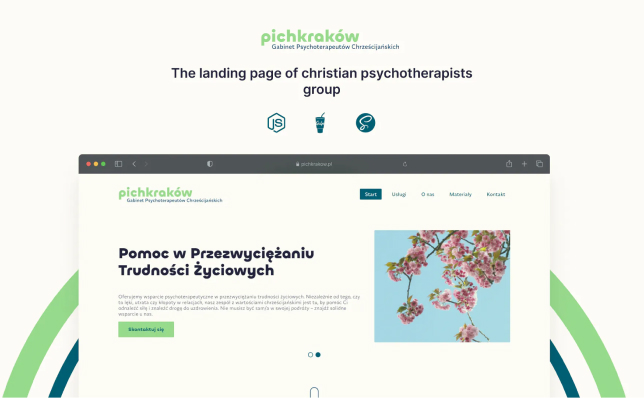 pichkraków
Gabinet Psychoterapeutów Chrześcijańskich
The landing page of christian psychotherapists
group
JS
pichkrakow.pl
pichkraków
Gabinet Psychoterapeutów Chrześcijańskich
Start Usługi O nas Materiały Kontakt
Pomoc w Przezwyciężaniu
Trudności Życiowych
Oferujemy wsparcie psychoterapeutyczne w przezwyciężaniu trudności życiowych. Niezależnie od tego, czy
to lęki, utrata czy kłopoty w relacjach, nasz zespół z wartościami chrześcijańskimi jest tu, by pomóc Ci
odnaleźć siły i znaleźć drogę do uzdrowienia. Nie musisz być sam/a w swojej podróży – znajdź solidne
wsparcie u nas.
Skontaktuj się